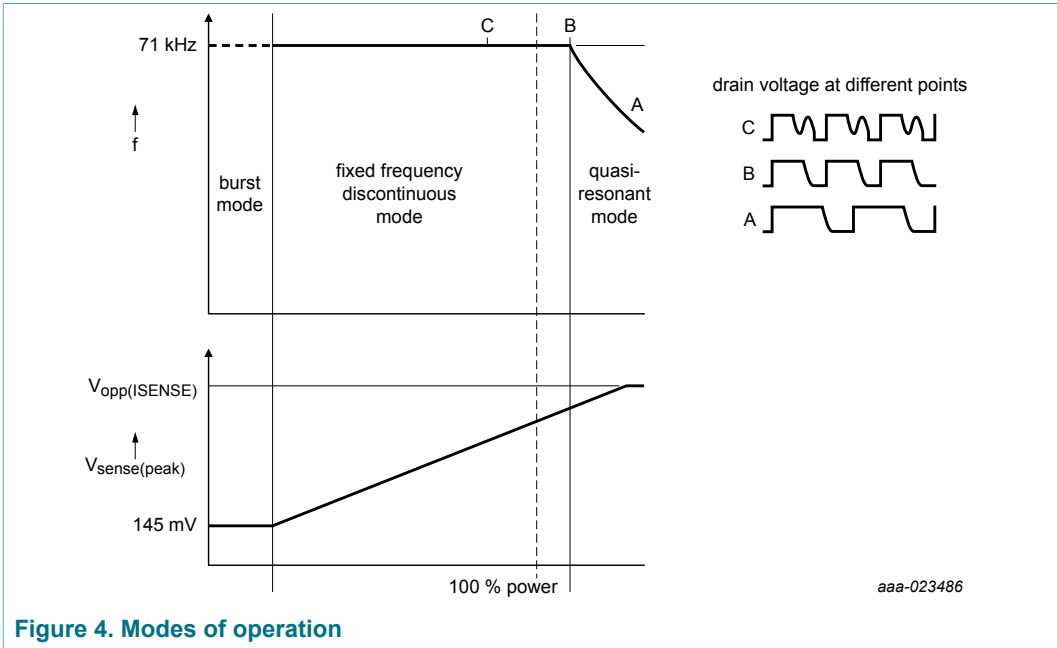 C B
71 kHz
f
A
burst
mode
fixed frequency
discontinuous
mode
quasi-
resonant
mode
drain voltage at different points
C
B
A
Vopp(ISENSE)
Vsense(peak)
145 mV
100 % power
aaa-023486
Figure 4. Modes of operation